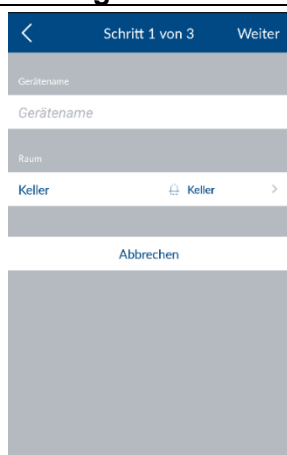 Schritt 1 von 3 Weiter
Gerätename
Gerätename
Raum
Keller Keller
Abbrechen